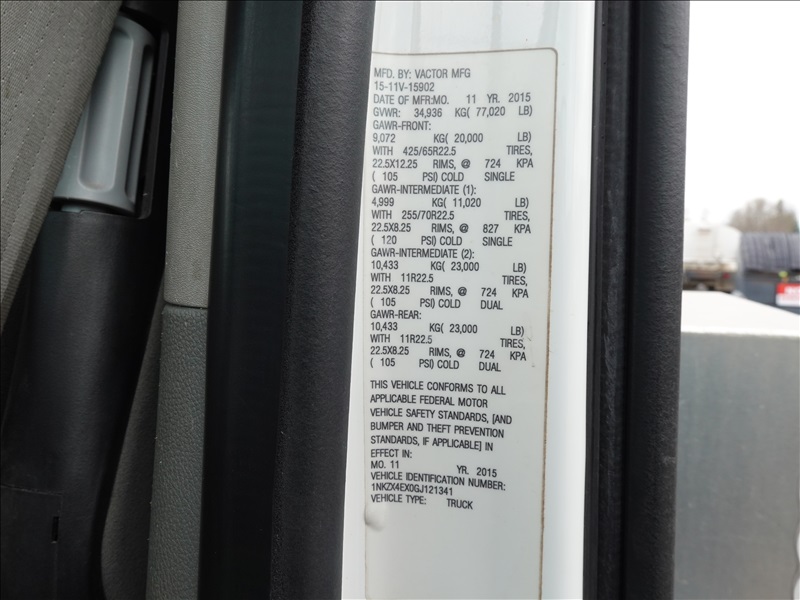 MFD. BY: VACTOR MFG
15-11V-15902
DATE OF MFR:MO. 11 YR. 2015
GVWR: 34,936 KG( 77,020 LB)
GAWR-FRONT:
9,072 KG( 20,000 LB)
WITH 425/65R22.5 TIRES,
22.5X12.25 RIMS, @ 724 KPA
( 105 PSI) COLD SINGLE
GAWR-INTERMEDIATE (1):
4,999 KG( 11,020 LB)
WITH 255/70R22.5 TIRES,
22.5X8.25 RIMS, @ 827 KPA
( 120 PSI) COLD SINGLE
GAWR-INTERMEDIATE (2):
10,433 KG( 23,000 LB)
WITH 11R22.5 TIRES,
22.5X8.25 RIMS, @ 724 KPA
( 105 PSI) COLD DUAL
GAWR-REAR:
10,433 KG( 23,000 LB)
WITH 11R22.5 TIRES,
22.5X8.25 RIMS, @ 724 KPA
( 105 PSI) COLD DUAL
THIS VEHICLE CONFORMS TO ALL
APPLICABLE FEDERAL MOTOR
VEHICLE SAFETY STANDARDS, [AND
BUMPER AND THEFT PREVENTION
STANDARDS, IF APPLICABLE] IN
EFFECT IN:
MO. 11 YR. 2015
VEHICLE IDENTIFICATION NUMBER:
1NKZX4EX0GJ121341
VEHICLE TYPE: TRUCK